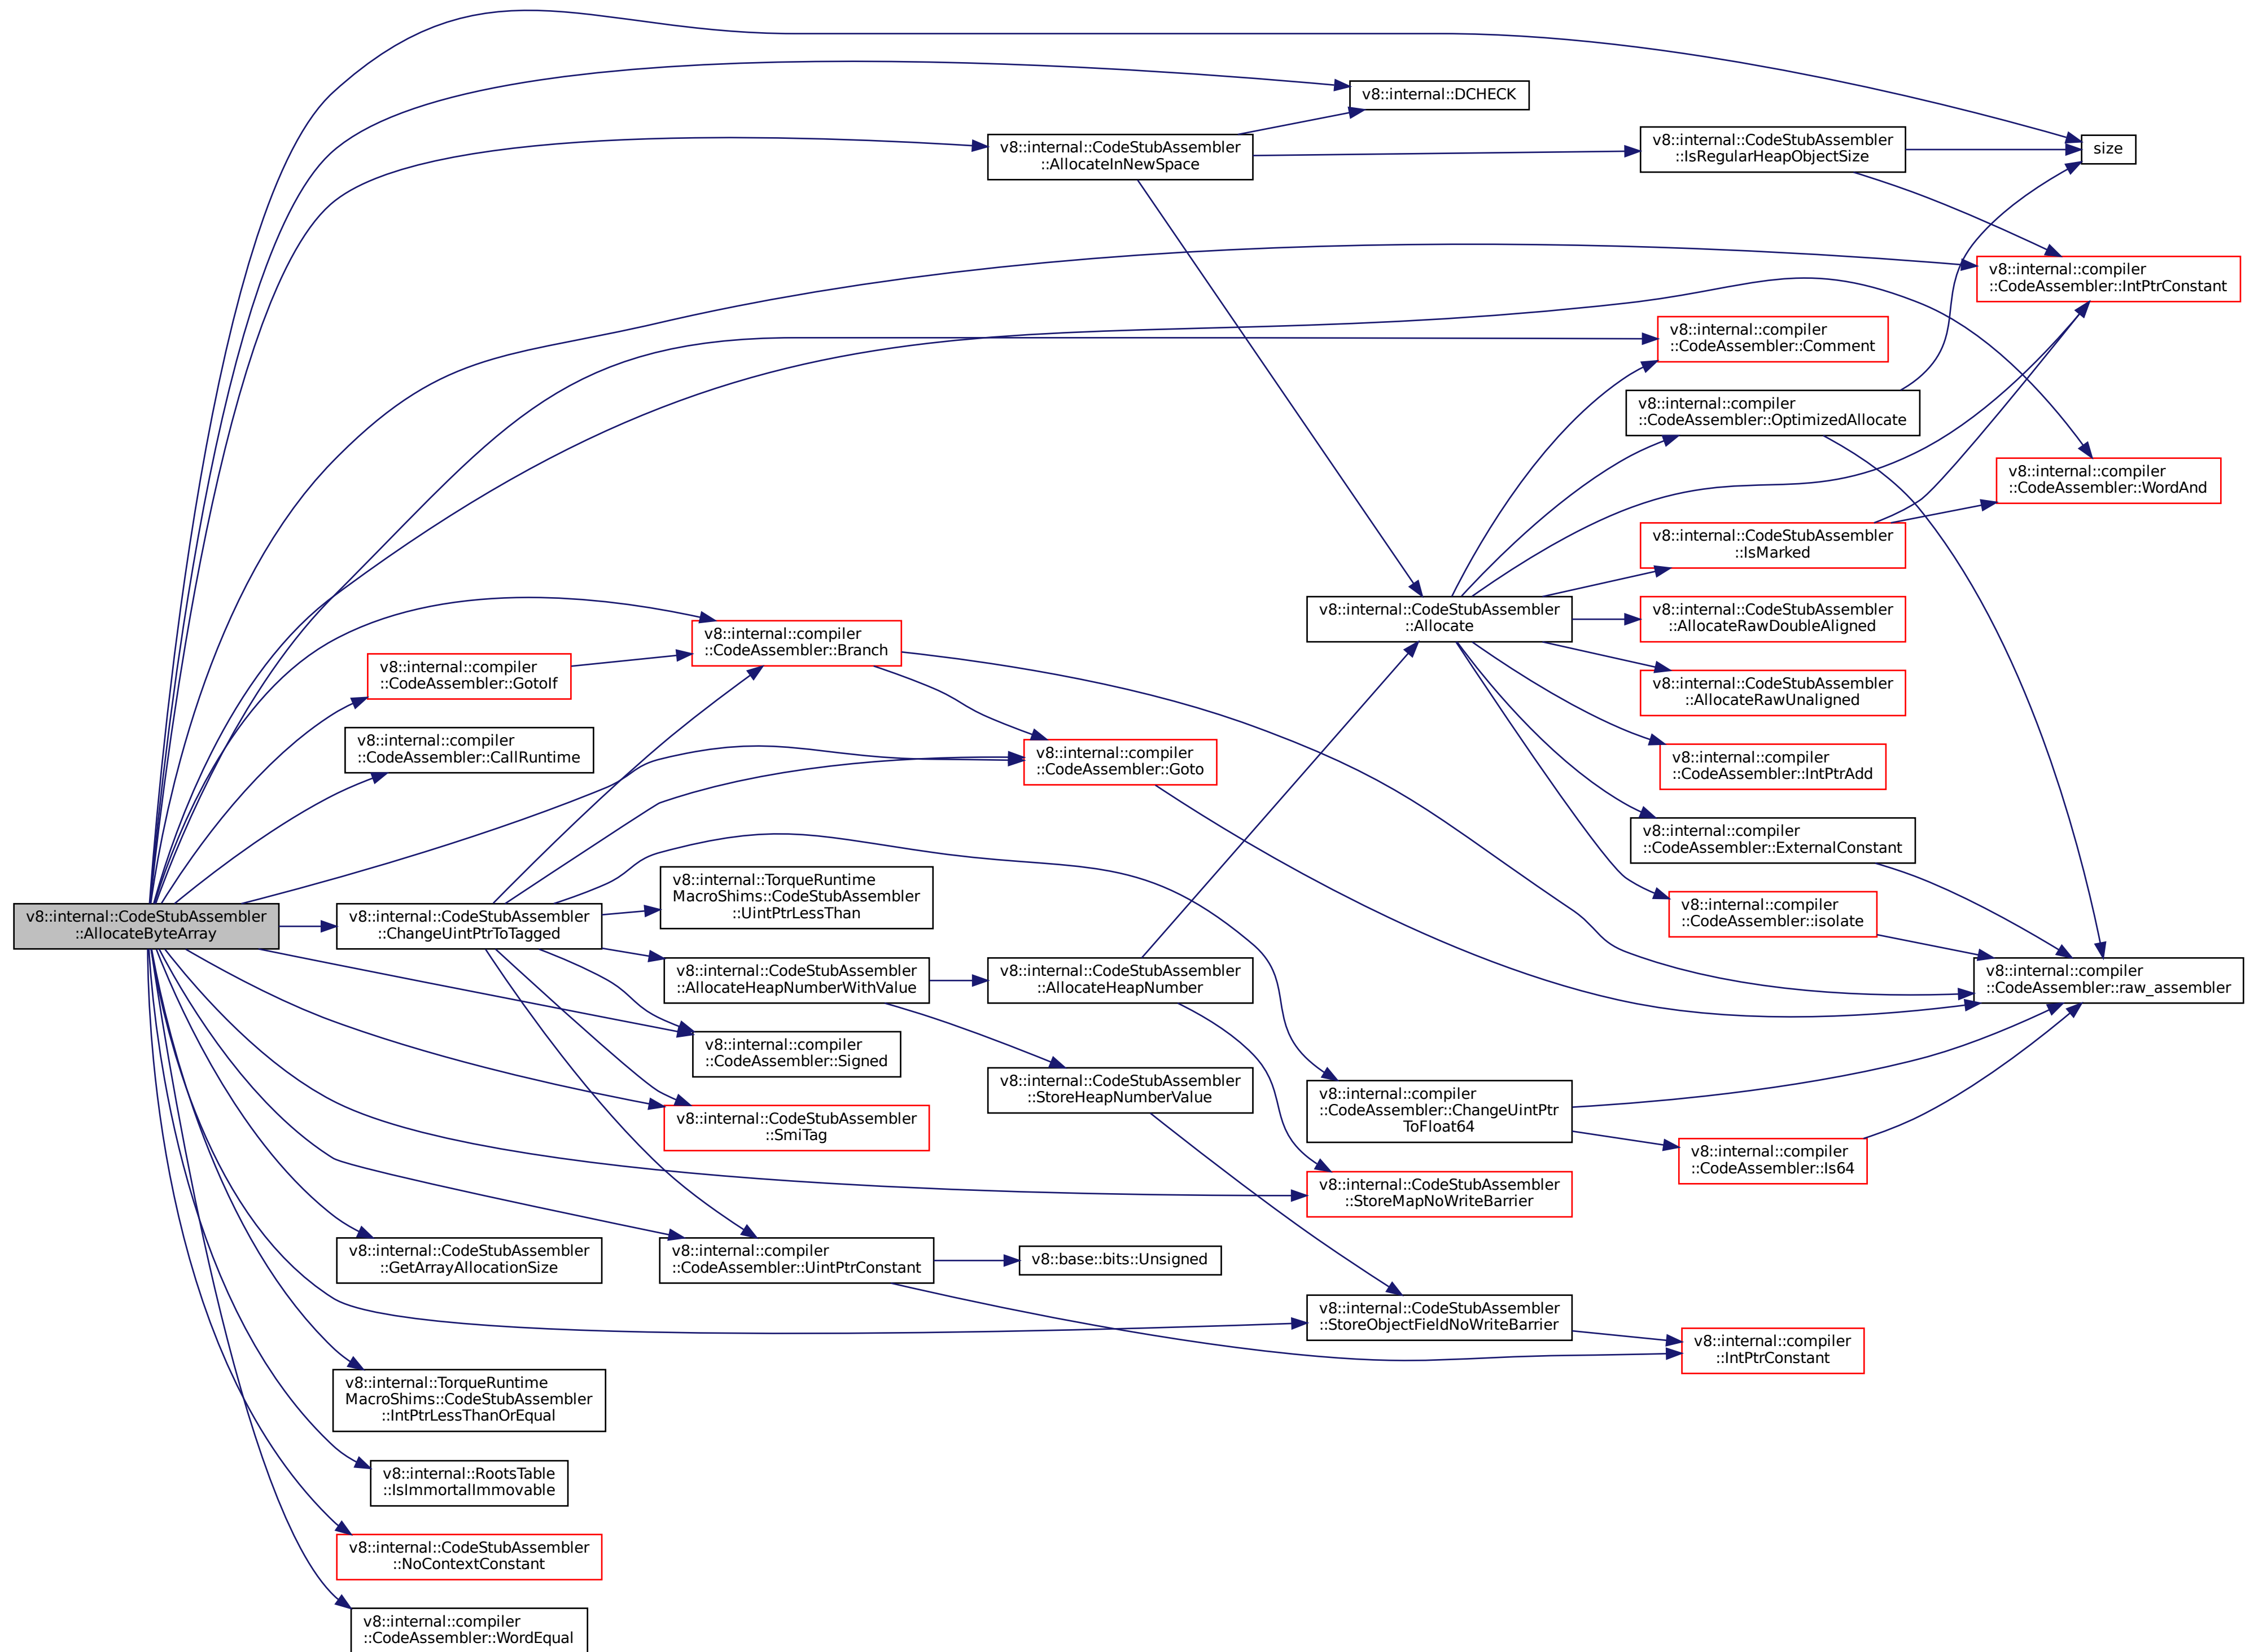 v8::internal::CodeStubAssembler
::AllocateByteArray
v8::internal::compiler
::CodeAssembler::GotoIf
v8::internal::compiler
::CodeAssembler::CallRuntime
v8::internal::CodeStubAssembler
::ChangeUintPtrToTagged
v8::internal::CodeStubAssembler
::GetArrayAllocationSize
v8::internal::TorqueRuntime
MacroShims::CodeStubAssembler
::IntPtrLessThanOrEqual
v8::internal::RootsTable
::IsImmortalImmovable
v8::internal::CodeStubAssembler
::NoContextConstant
v8::internal::compiler
::CodeAssembler::WordEqual
v8::internal::compiler
::CodeAssembler::Branch
v8::internal::TorqueRuntime
MacroShims::CodeStubAssembler
::UintPtrLessThan
v8::internal::CodeStubAssembler
::AllocateHeapNumberWithValue
v8::internal::compiler
::CodeAssembler::Signed
v8::internal::CodeStubAssembler
::SmiTag
v8::internal::compiler
::CodeAssembler::UintPtrConstant
v8::internal::CodeStubAssembler
::AllocateInNewSpace
v8::internal::compiler
::CodeAssembler::Goto
v8::internal::CodeStubAssembler
::AllocateHeapNumber
v8::internal::CodeStubAssembler
::StoreHeapNumberValue
v8::base::bits::Unsigned
v8::internal::DCHECK
v8::internal::CodeStubAssembler
::Allocate
v8::internal::compiler
::CodeAssembler::ChangeUintPtr
ToFloat64
v8::internal::CodeStubAssembler
::StoreMapNoWriteBarrier
v8::internal::CodeStubAssembler
::StoreObjectFieldNoWriteBarrier
v8::internal::CodeStubAssembler
::IsRegularHeapObjectSize
v8::internal::compiler
::CodeAssembler::Comment
v8::internal::compiler
::CodeAssembler::OptimizedAllocate
v8::internal::CodeStubAssembler
::IsMarked
v8::internal::CodeStubAssembler
::AllocateRawDoubleAligned
v8::internal::CodeStubAssembler
::AllocateRawUnaligned
v8::internal::compiler
::CodeAssembler::IntPtrAdd
v8::internal::compiler
::CodeAssembler::ExternalConstant
v8::internal::compiler
::CodeAssembler::isolate
v8::internal::compiler
::CodeAssembler::Is64
v8::internal::compiler
::IntPtrConstant
size
v8::internal::compiler
::CodeAssembler::IntPtrConstant
v8::internal::compiler
::CodeAssembler::WordAnd
v8::internal::compiler
::CodeAssembler::raw_assembler